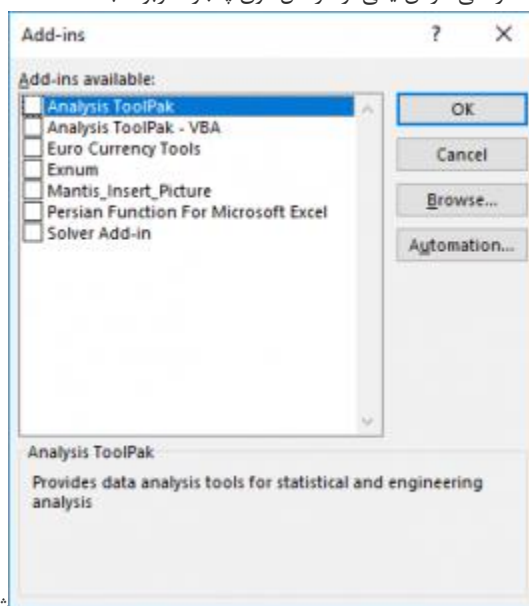 Add-ins ? X
Add-ins available:
Analysis ToolPak
Analysis ToolPak - VBA
Euro Currency Tools
Exnum
Mantis_Insert_Picture
Persian Function For Microsoft Excel
Solver Add-in
OK
Cancel
Browse...
Automation...
Analysis ToolPak
Provides data analysis tools for statistical and engineering
analysis